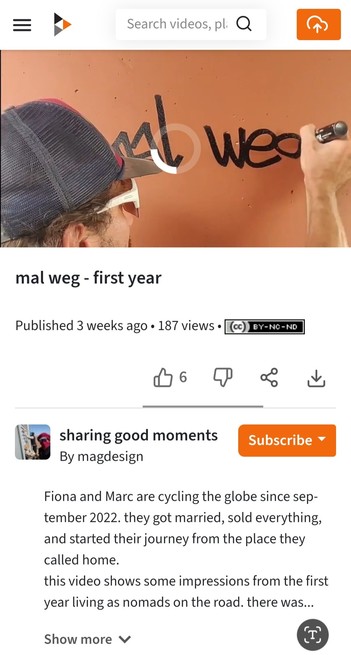 Search videos, pl
mal wea
mal weg - first year
Published 3 weeks ago • 187 views • (cc) BY-NC-ND
6
sharing good moments
Subscribe
By magdesign
Fiona and Marc are cycling the globe since sep-
tember 2022. they got married, sold everything,
and started their journey from the place they
called home.
this video shows some impressions from the first
year living as nomads on the road. there was...
Show more
T